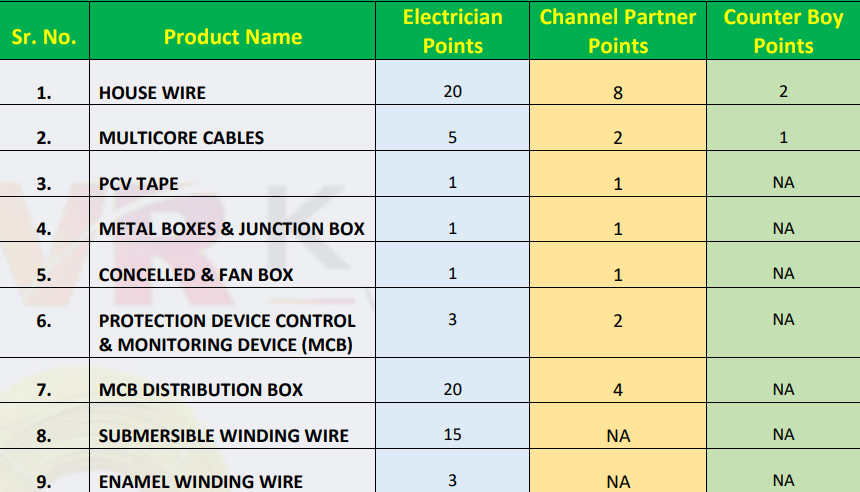 Sr. No. Product Name Electrician Points Channel Partner Points Counter Boy Points
1. HOUSE WIRE 20 8 2
2. MULTICORE CABLES 5 2 1
3. PCV TAPE 1 1 NA
4. METAL BOXES & JUNCTION BOX 1 1 NA
5. CONCELLED & FAN BOX 1 1 NA
6. PROTECTION DEVICE CONTROL 3 2 NA
& MONITORING DEVICE (MCB)
7. MCB DISTRIBUTION BOX 20 4 NA
8. SUBMERSIBLE WINDING WIRE 15 NA NA
9. ENAMEL WINDING WIRE 3 NA NA
VR K